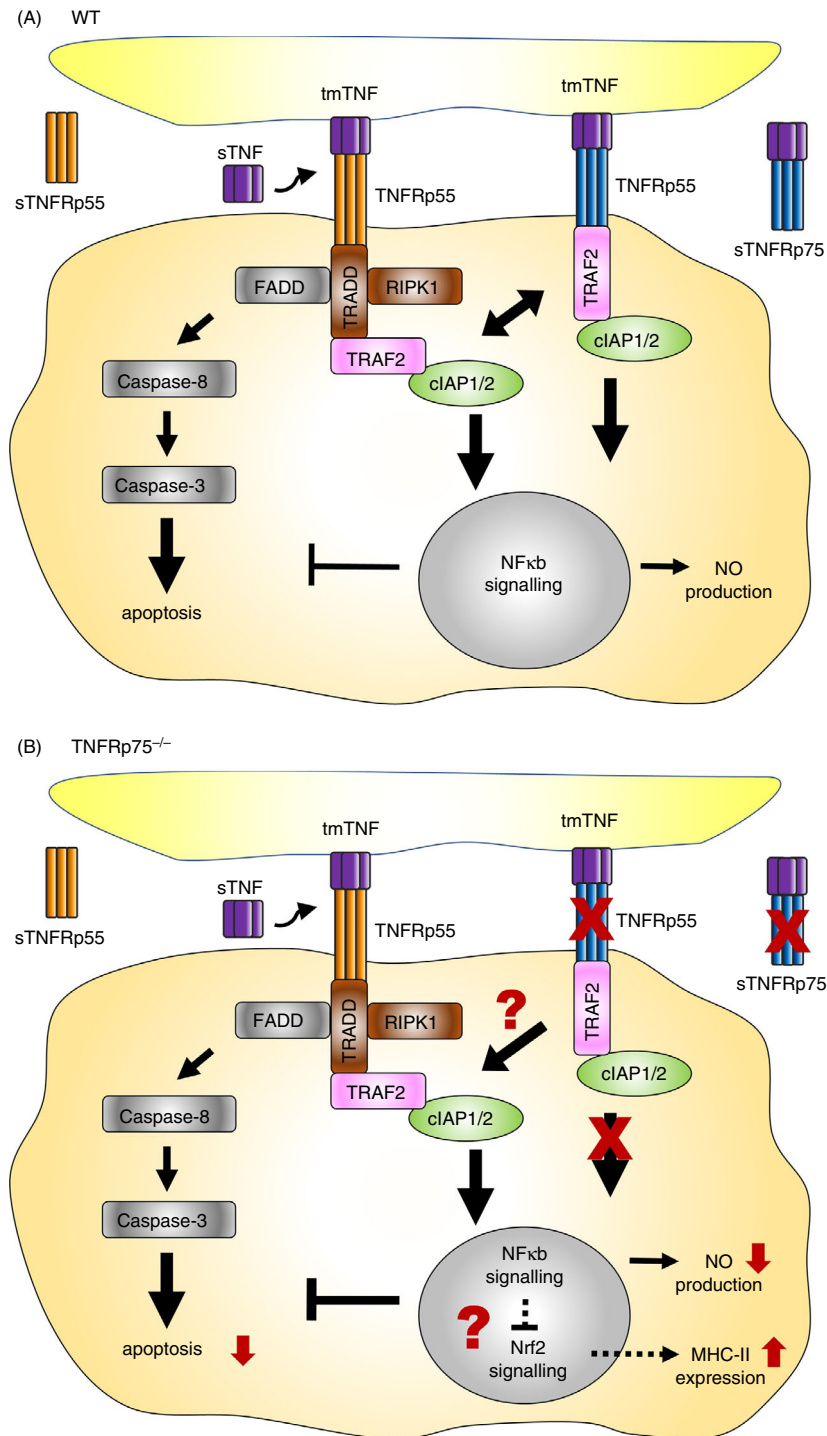 (A) WT
tmTNF
tmTNF
sTNF
sTNFRp55
TNFRp55
TNFRp55
sTNFRp75
FADD
TRADD
RIPK1
TRAF2
TRAF2
cIAP1/2
cIAP1/2
Caspase-8
Caspase-3
apoptosis
NFκb
signalling
NO
production
(B) TNFRp75–/–
tmTNF
tmTNF
sTNF
sTNFRp55
TNFRp55
X
TNFRp55
X
sTNFRp75
FADD
TRADD
RIPK1
?
TRAF2
TRAF2
cIAP1/2
cIAP1/2
X
Caspase-8
Caspase-3
apoptosis
NFκb
signalling
?
Nrf2
signalling
NO
production
MHC-II
expression